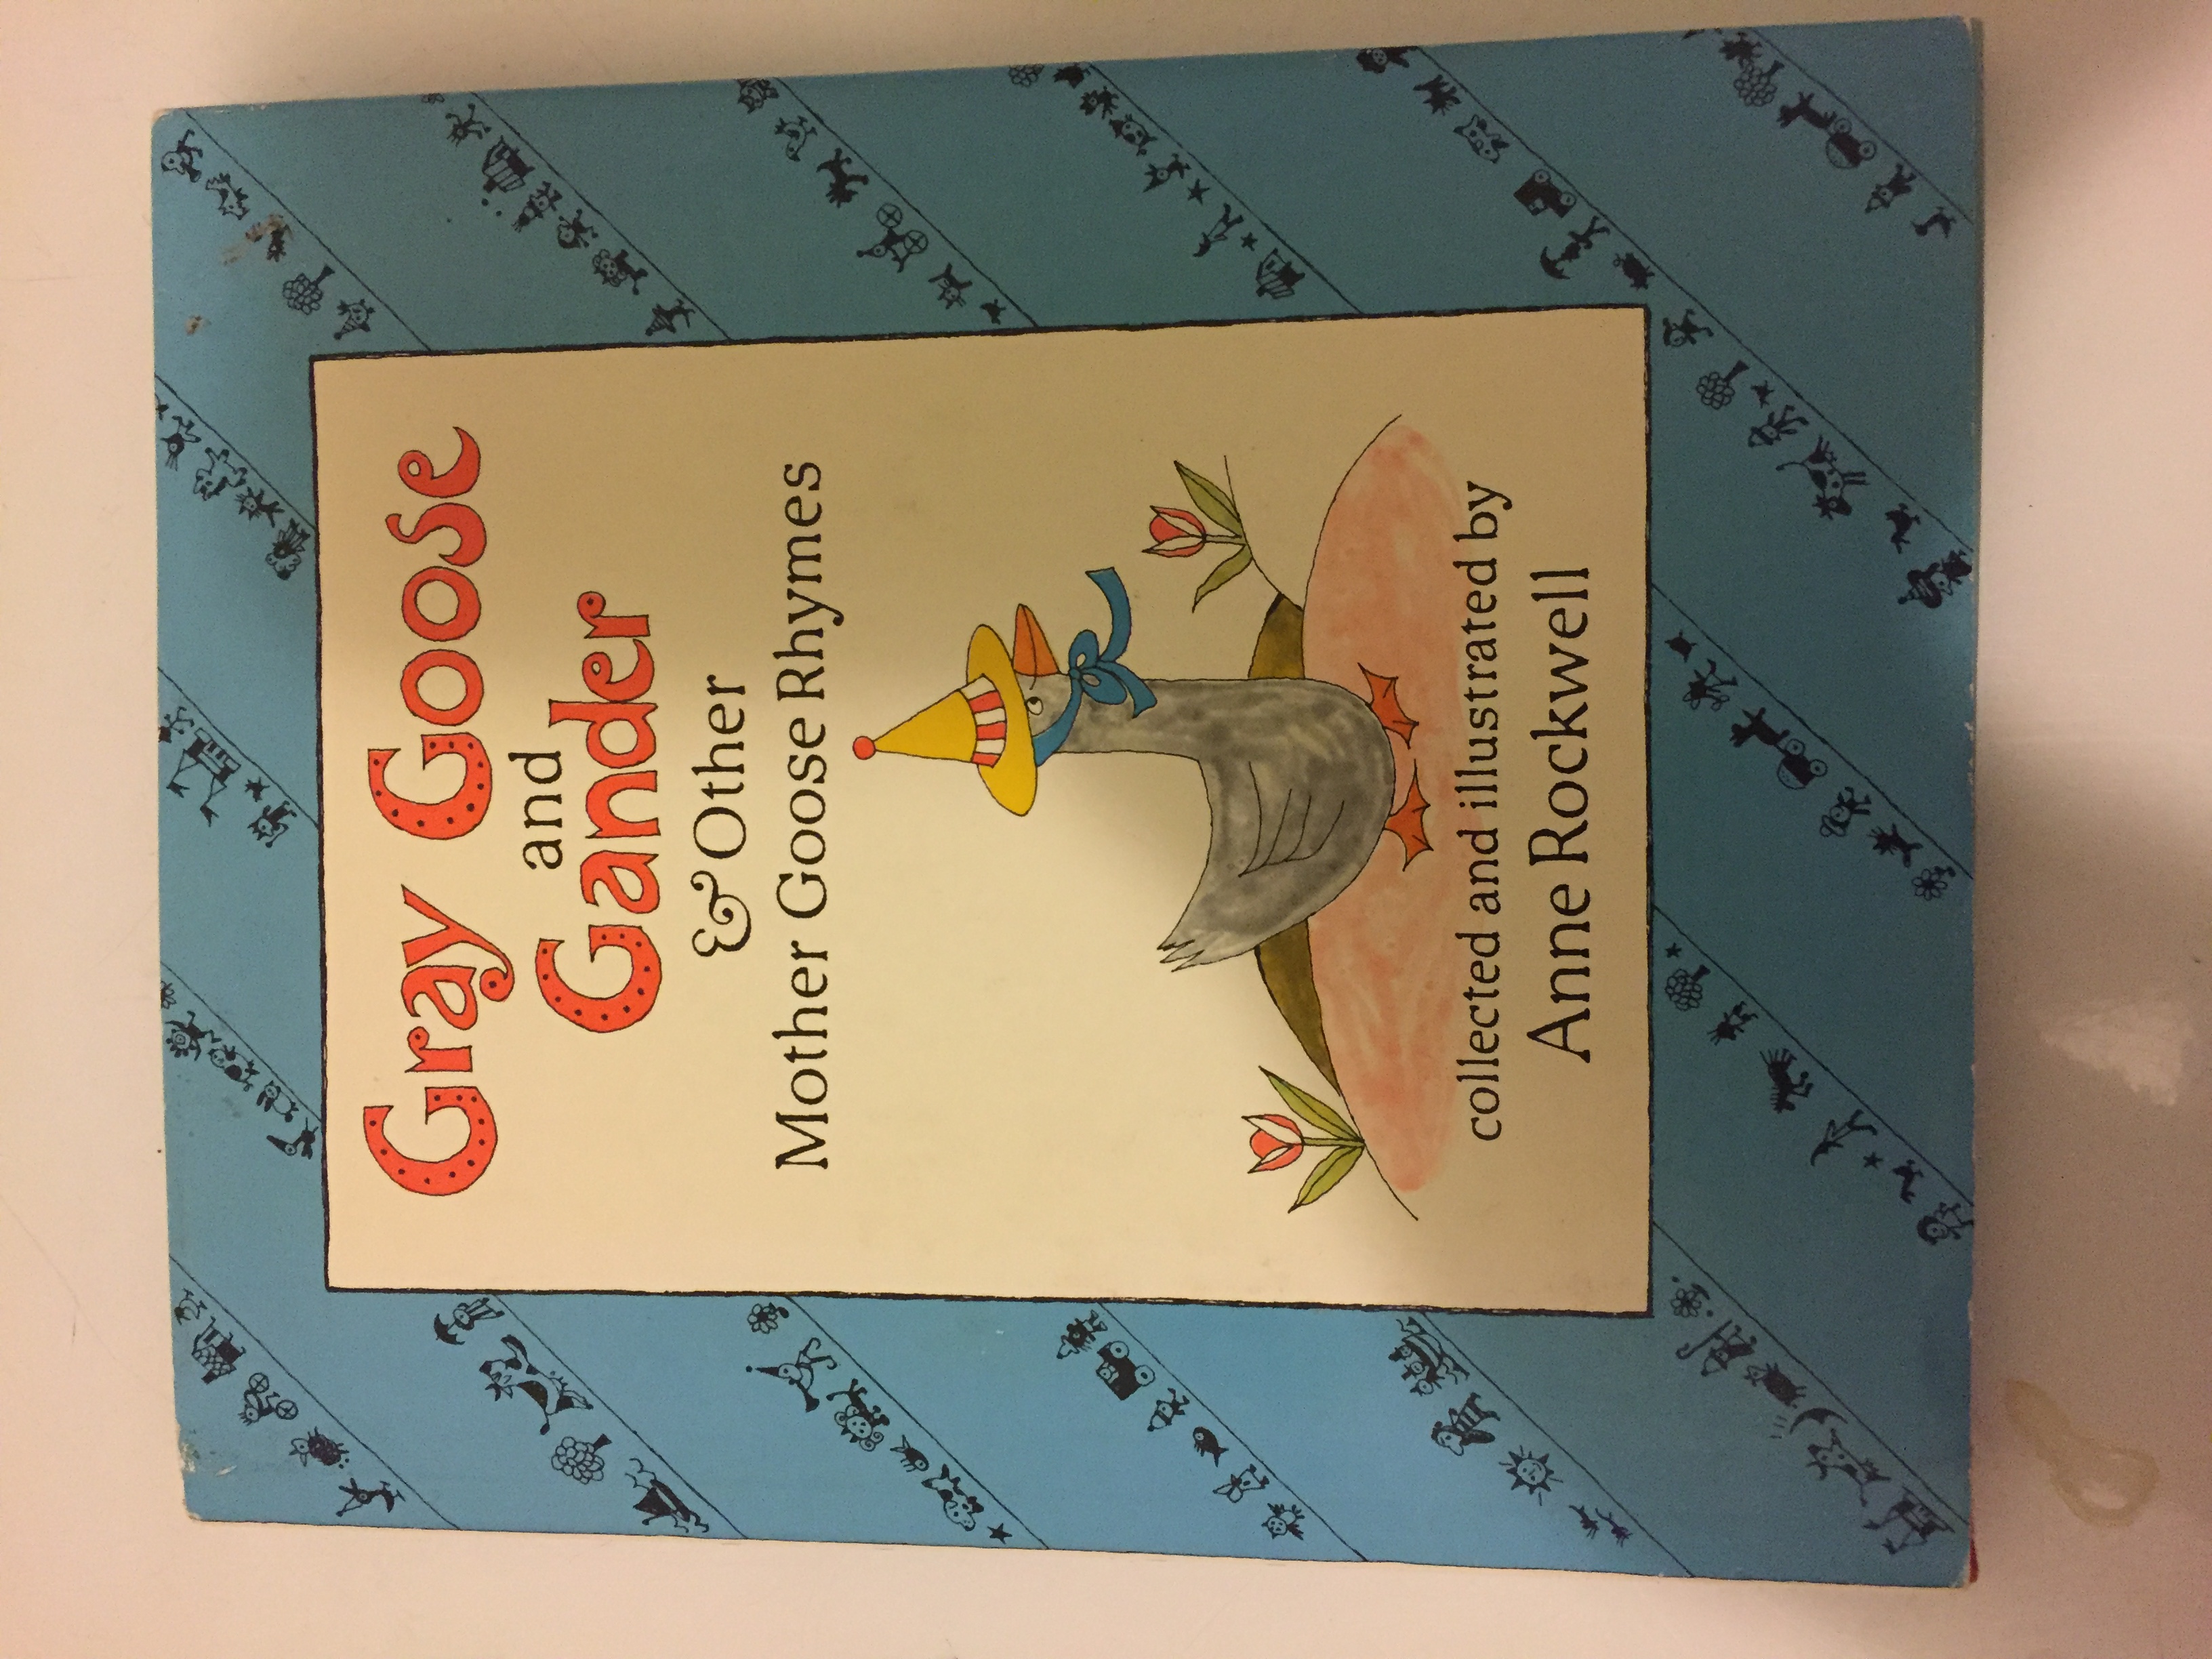 Gray Goose
and
Gander
& Other
Mother Goose Rhymes
collected and illustrated by
Anne Rockwell